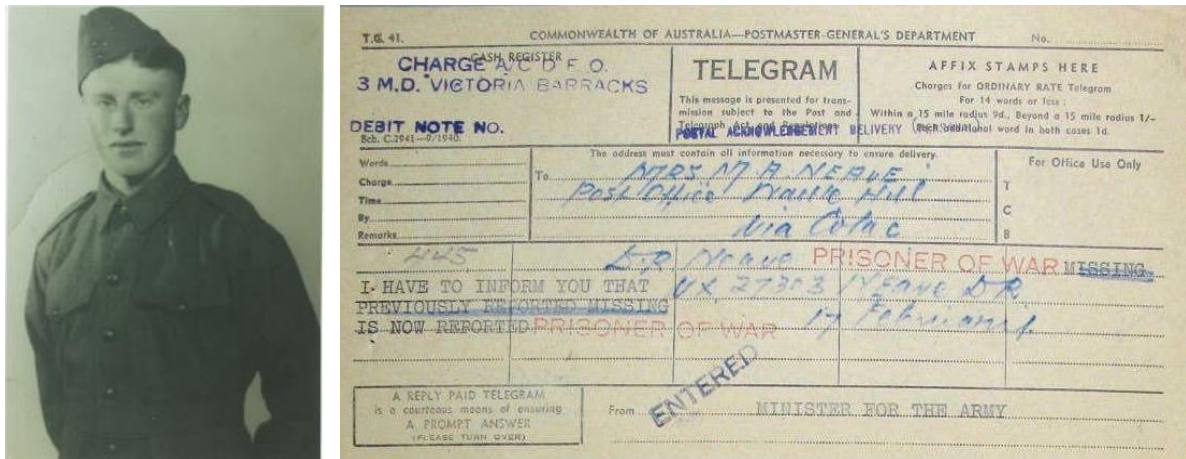 T.G. 41.
COMMONWEALTH OF AUSTRALIA—POSTMASTER-GENERAL'S DEPARTMENT
No.
CASH REGISTER
CHARGE A/C D F O.
3 M.D. VICTORIA BARRACKS
DEBIT NOTE NO.
Sch. C.3941—9/1940.
TELEGRAM
This message is presented for trans-
mission subject to the Post and
Telegraph Act and Regulations
POSTAL ACKNOWLEDGEMENT DELIVERY
AFFIX STAMPS HERE
Charges for ORDINARY RATE Telegram
For 14 words or less:
Within a 15 mile radius 9d., Beyond a 15 mile radius 1/-
Each additional word in both cases 1d.
The address must contain all information necessary to ensure delivery.
Words
Charge
Time
By
Remarks
To MRS M.A. NEAVE
Post Office
Via Colac
For Office Use Only
T
C
B
445 D.R. Neave PRISONER OF WAR MISSING
I HAVE TO INFORM YOU THAT VX 27383 NEAVE D R
PREVIOUSLY REPORTED MISSING
IS NOW REPORTED PRISONER OF WAR 17 February
ENTERED
A REPLY PAID TELEGRAM
is a courteous means of ensuring
A PROMPT ANSWER
(PLEASE TURN OVER)
From MINISTER FOR THE ARMY